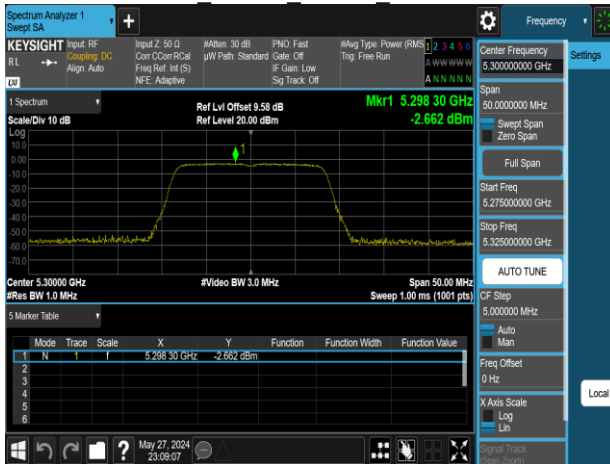 Spectrum Analyzer 1
Swept SA
+
Frequency
KEYSIGHT
RL
LXI
Input: RF
Coupling: DC
Align: Auto
Input Z: 50 Ω
Corr CCorr RCal
Freq Ref: Int (S)
NFE: Adaptive
#Atten: 30 dB
µW Path: Standard
PNO: Fast
Gate: Off
IF Gain: Low
Sig Track: Off
#Avg Type: Power (RMS
Trig: Free Run
1 2 3 4 5 6
A W W W W W
A N N N N N
Center Frequency
5.300000000 GHz
Settings
Span
50.0000000 MHz
Swept Span
Zero Span
Full Span
Start Freq
5.275000000 GHz
Stop Freq
5.325000000 GHz
AUTO TUNE
CF Step
5.000000 MHz
Auto
Man
Freq Offset
0 Hz
X Axis Scale
Log
Lin
Signal Track
(Span Zoom)
Local
1 Spectrum
Scale/Div 10 dB
Ref Lvl Offset 9.58 dB
Ref Level 20.00 dBm
Mkr1 5.298 30 GHz
-2.662 dBm
Log
10.0
0.00
-10.0
-20.0
-30.0
-40.0
-50.0
-60.0
-70.0
1
Center 5.30000 GHz
#Res BW 1.0 MHz
#Video BW 3.0 MHz
Span 50.00 MHz
Sweep 1.00 ms (1001 pts)
5 Marker Table
Mode Trace Scale X Y Function Function Width Function Value
1 N 1 f 5.298 30 GHz -2.662 dBm
2
3
4
5
6
?
May 27, 2024
23:09:07